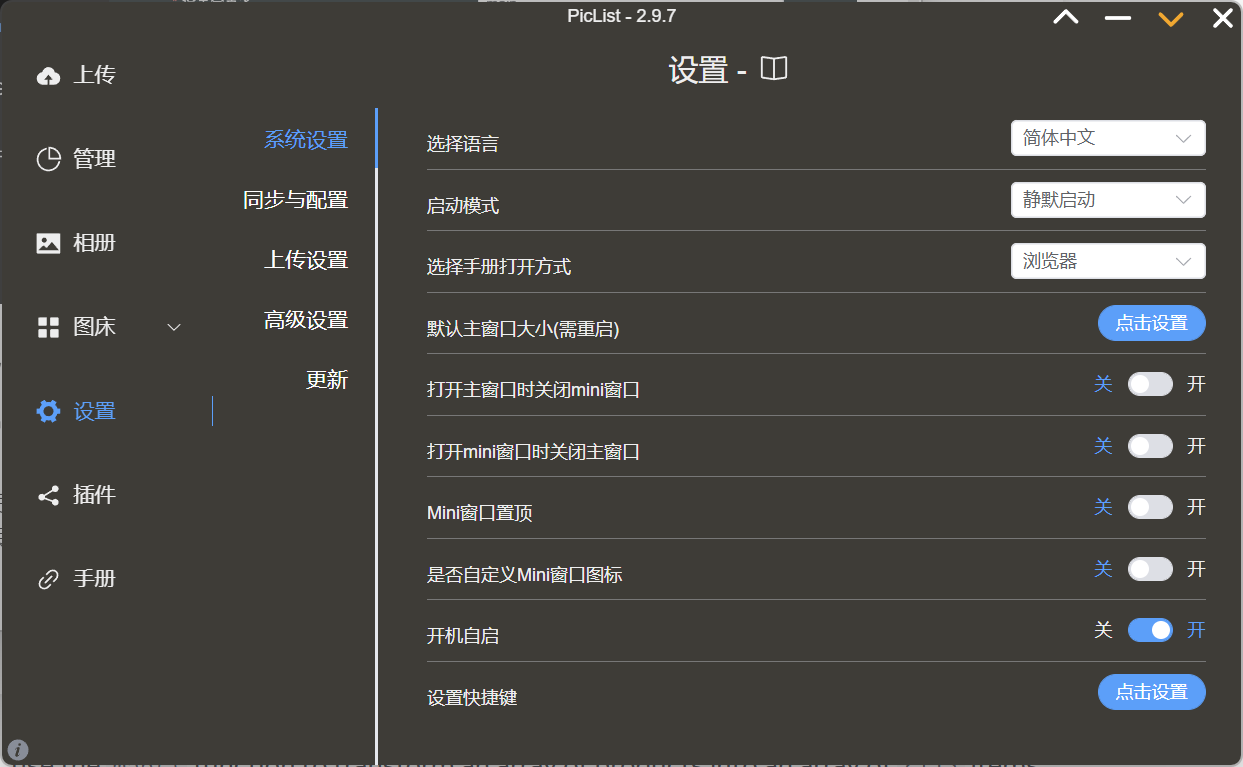 PicList - 2.9.7
设置 -
上传
管理
相册
图床
设置
插件
手册
系统设置
同步与配置
上传设置
高级设置
更新
选择语言 简体中文
启动模式 静默启动
选择手册打开方式 浏览器
默认主窗口大小(需重启) 点击设置
打开主窗口时关闭mini窗口 关 开
打开mini窗口时关闭主窗口 关 开
Mini窗口置顶 关 开
是否自定义Mini窗口图标 关 开
开机自启 关 开
设置快捷键 点击设置